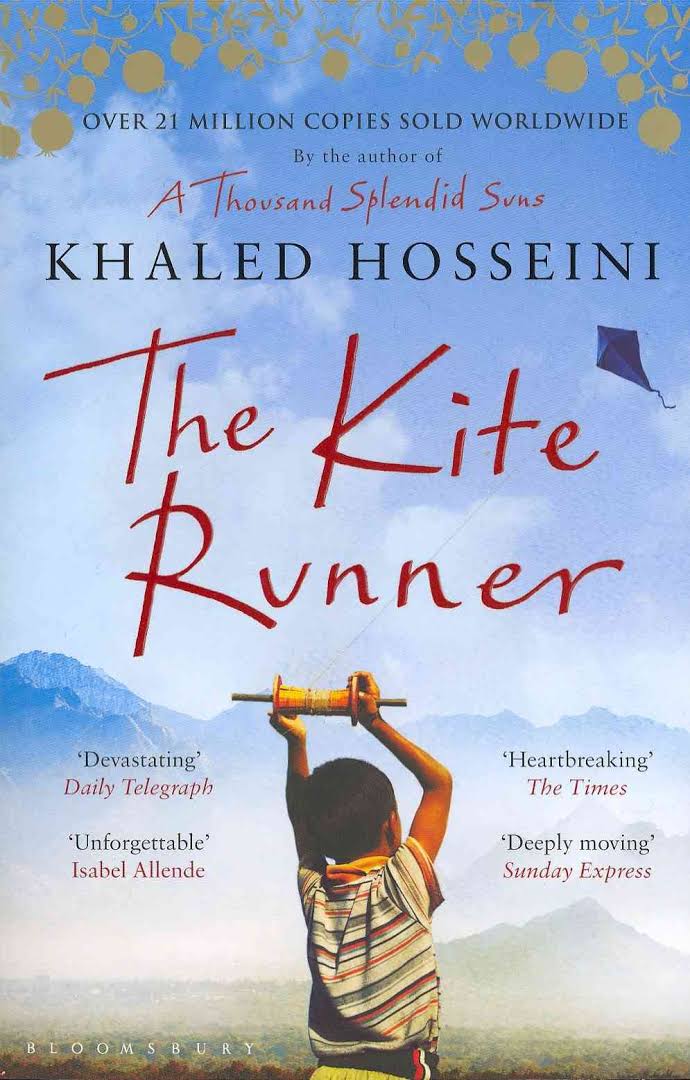 OVER 21 MILLION COPIES SOLD WORLDWIDE
By the author of
A Thousand Splendid Suns
KHALED HOSSEINI
The Kite
Runner
‘Devastating’
Daily Telegraph
‘Heartbreaking’
The Times
‘Unforgettable’
Isabel Allende
‘Deeply moving’
Sunday Express
BLOOMSBURY